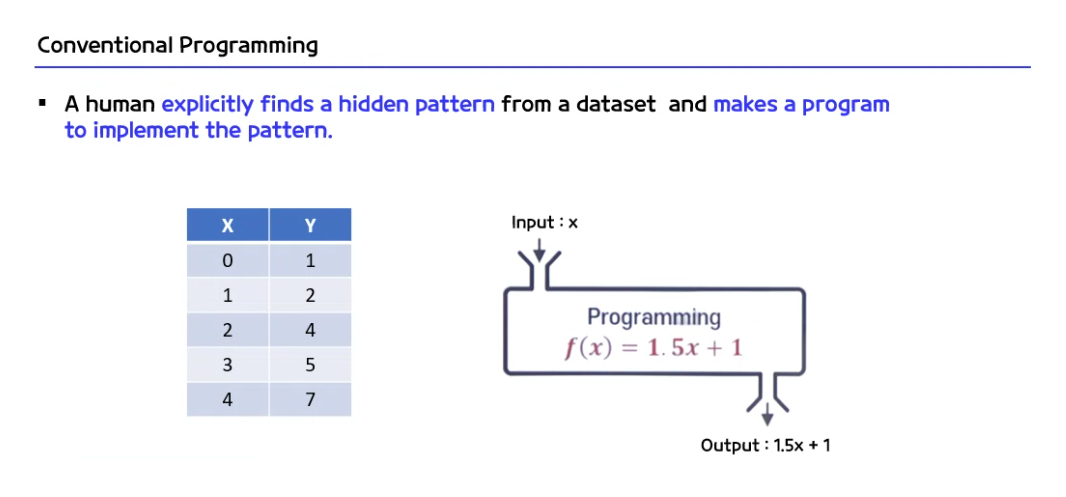 Conventional Programming
▪ A human explicitly finds a hidden pattern from a dataset and makes a program
to implement the pattern.
X Y
0 1
1 2
2 4
3 5
4 7
Input : x
Programming
f(x) = 1.5x + 1
Output : 1.5x + 1